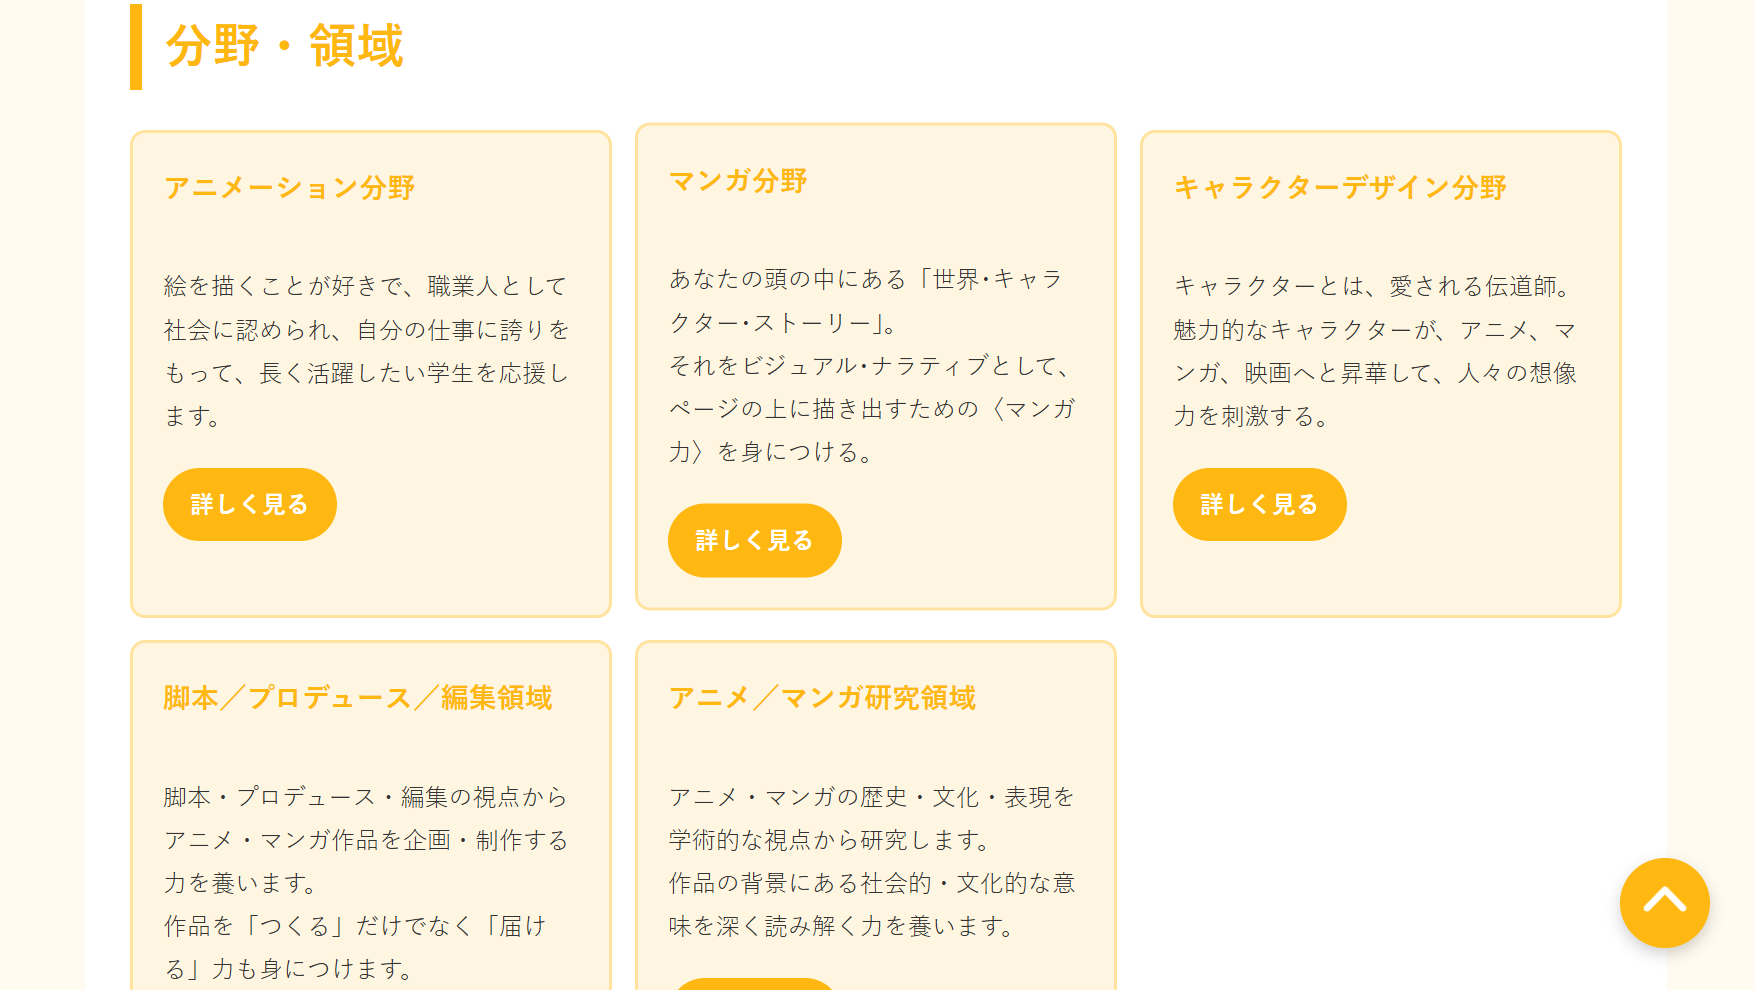 分野・領域
アニメーション分野
絵を描くことが好きで、職業人として
社会に認められ、自分の仕事に誇りを
もって、長く活躍したい学生を応援し
ます。
詳しく見る
マンガ分野
あなたの頭の中にある「世界･キャラ
クター･ストーリー」。
それをビジュアル･ナラティブとして、
ページの上に描き出すための〈マンガ
力〉を身につける。
詳しく見る
キャラクターデザイン分野
キャラクターとは、愛される伝道師。
魅力的なキャラクターが、アニメ、マ
ンガ、映画へと昇華して、人々の想像
力を刺激する。
詳しく見る
脚本／プロデュース／編集領域
脚本・プロデュース・編集の視点から
アニメ・マンガ作品を企画・制作する
力を養います。
作品を「つくる」だけでなく「届け
る」力も身につけます。
アニメ／マンガ研究領域
アニメ・マンガの歴史・文化・表現を
学術的な視点から研究します。
作品の背景にある社会的・文化的な意
味を深く読み解く力を養います。